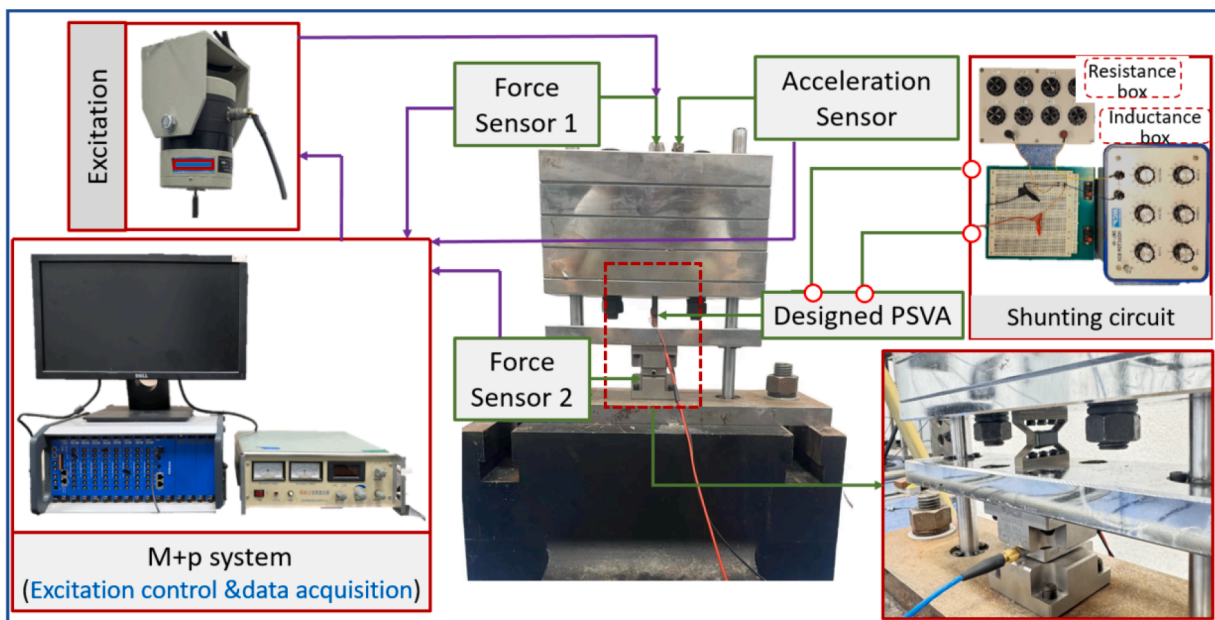 Excitation
Force
Sensor 1
Acceleration
Sensor
Resistance
box
Inductance
box
Designed PSVA
Shunting circuit
Force
Sensor 2
DELL
M+p system
(Excitation control &data acquisition)